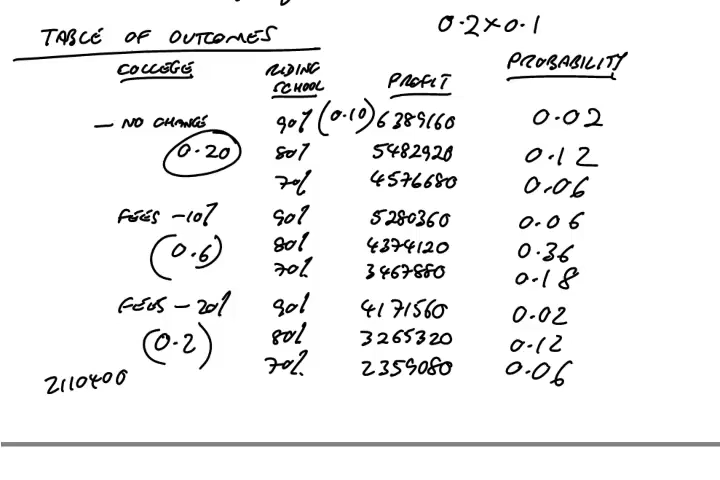 0.2×0.1
TABLE OF OUTCOMES
COLLEGE RIDING SCHOOL PROFIT PROBABILITY
– NO CHANGE 90% (0.10) 6389160 0.02
0.20 80% 5482920 0.12
70% 4576680 0.06
FEES –10% 90% 5280360 0.06
(0.6) 80% 4374120 0.36
70% 3467880 0.18
FEES – 20% 90% 4171560 0.02
(0.2) 80% 3265320 0.12
70% 2359080 0.06
2110400